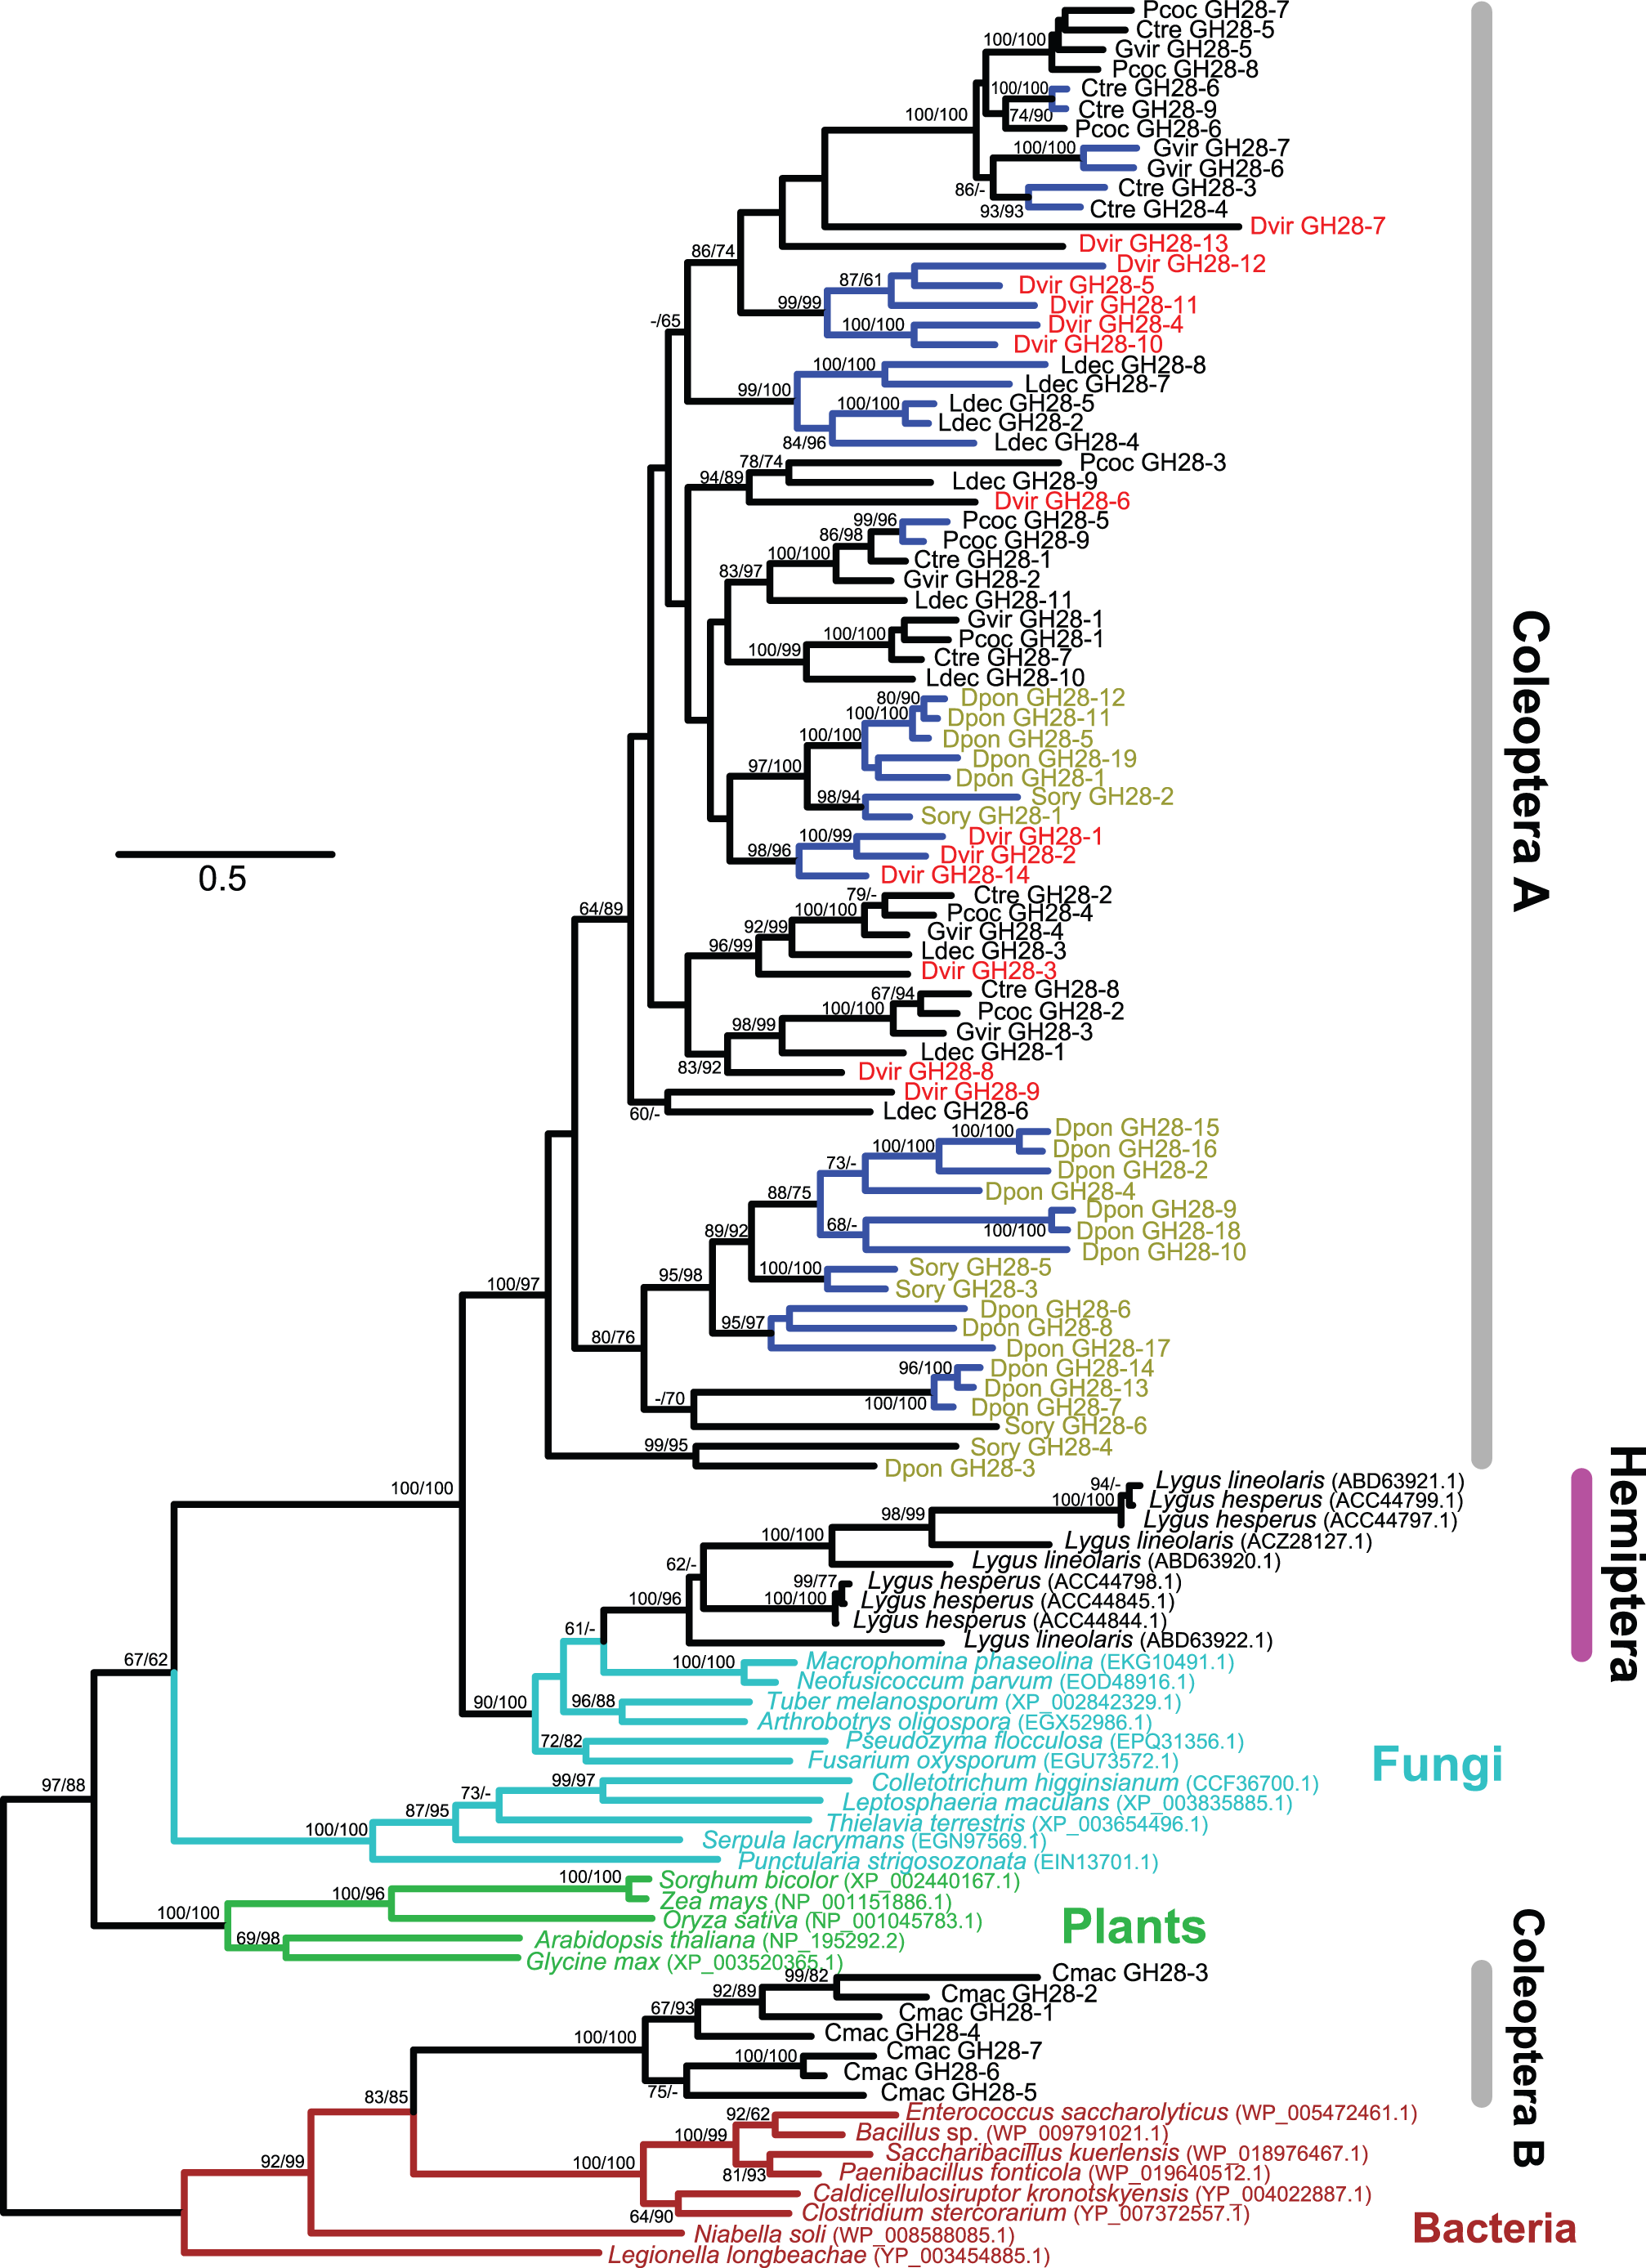 Pcoc GH28-7
Ctre GH28-5
100/100
Gvir GH28-5
Pcoc GH28-8
100/100
Ctre GH28-6
Ctre GH28-9
100/100
74/90
Pcoc GH28-6
100/100
Gvir GH28-7
Gvir GH28-6
86/-
Ctre GH28-3
93/93
Ctre GH28-4
Dvir GH28-7
Dvir GH28-13
86/74
Dvir GH28-12
87/61
Dvir GH28-5
99/99
Dvir GH28-11
-/65
100/100
Dvir GH28-4
Dvir GH28-10
100/100
Ldec GH28-8
Ldec GH28-7
99/100
100/100
Ldec GH28-5
Ldec GH28-2
84/96
Ldec GH28-4
78/74
Pcoc GH28-3
94/89
Ldec GH28-9
Dvir GH28-6
99/96
Pcoc GH28-5
86/98
Pcoc GH28-9
100/100
Ctre GH28-1
83/97
Gvir GH28-2
Ldec GH28-11
Gvir GH28-1
100/100
Pcoc GH28-1
100/99
Ctre GH28-7
Ldec GH28-10
80/90
Dpon GH28-12
100/100
Dpon GH28-11
100/100
Dpon GH28-5
97/100
Dpon GH28-19
Dpon GH28-1
98/94
Sory GH28-2
Sory GH28-1
100/99
Dvir GH28-1
98/96
Dvir GH28-2
Dvir GH28-14
0.5
Coleoptera A
79/-
Ctre GH28-2
64/89
100/100
Pcoc GH28-4
92/99
Gvir GH28-4
96/99
Ldec GH28-3
Dvir GH28-3
67/94
Ctre GH28-8
100/100
Pcoc GH28-2
98/99
Gvir GH28-3
Ldec GH28-1
83/92
Dvir GH28-8
Dvir GH28-9
60/-
Ldec GH28-6
100/100
Dpon GH28-15
100/100
Dpon GH28-16
73/-
Dpon GH28-2
88/75
Dpon GH28-4
68/-
Dpon GH28-9
89/92
100/100
Dpon GH28-18
Dpon GH28-10
95/98
100/100
Sory GH28-5
100/97
Sory GH28-3
95/97
Dpon GH28-6
80/76
Dpon GH28-8
Dpon GH28-17
96/100
Dpon GH28-14
-/70
Dpon GH28-13
100/100
Dpon GH28-7
Sory GH28-6
99/95
Sory GH28-4
Dpon GH28-3
100/100
94/-
Lygus lineolaris (ABD63921.1)
100/100
Lygus hesperus (ACC44799.1)
98/99
Lygus hesperus (ACC44797.1)
100/100
Lygus lineolaris (ACZ28127.1)
62/-
Lygus lineolaris (ABD63920.1)
99/77
Lygus hesperus (ACC44798.1)
100/96
100/100
Lygus hesperus (ACC44845.1)
Lygus hesperus (ACC44844.1)
61/-
Lygus lineolaris (ABD63922.1)
Hemiptera
67/62
100/100
Macrophomina phaseolina (EKG10491.1)
Neofusicoccum parvum (EOD48916.1)
90/100
96/88
Tuber melanosporum (XP_002842329.1)
Arthrobotrys oligospora (EGX52986.1)
72/82
Pseudozyma flocculosa (EPQ31356.1)
Fusarium oxysporum (EGU73572.1)
Fungi
97/88
99/97
Colletotrichum higginsianum (CCF36700.1)
73/-
Leptosphaeria maculans (XP_003835885.1)
87/95
Thielavia terrestris (XP_003654496.1)
100/100
Serpula lacrymans (EGN97569.1)
Punctularia strigosozonata (EIN13701.1)
100/100
Sorghum bicolor (XP_002440167.1)
100/96
Zea mays (NP_001151886.1)
100/100
Oryza sativa (NP_001045783.1)
Plants
69/98
Arabidopsis thaliana (NP_195292.2)
Glycine max (XP_003520365.1)
99/82
Cmac GH28-3
92/89
Cmac GH28-2
67/93
Cmac GH28-1
100/100
Cmac GH28-4
100/100
Cmac GH28-7
Cmac GH28-6
75/-
Cmac GH28-5
Coleoptera B
83/85
92/62
Enterococcus saccharolyticus (WP_005472461.1)
100/99
Bacillus sp. (WP_009791021.1)
92/99
100/100
Saccharibacillus kuerlensis (WP_018976467.1)
81/93
Paenibacillus fonticola (WP_019640512.1)
Caldicellulosiruptor kronotskyensis (YP_004022887.1)
64/90
Clostridium stercorarium (YP_007372557.1)
Niabella soli (WP_008588085.1)
Legionella longbeachae (YP_003454885.1)
Bacteria